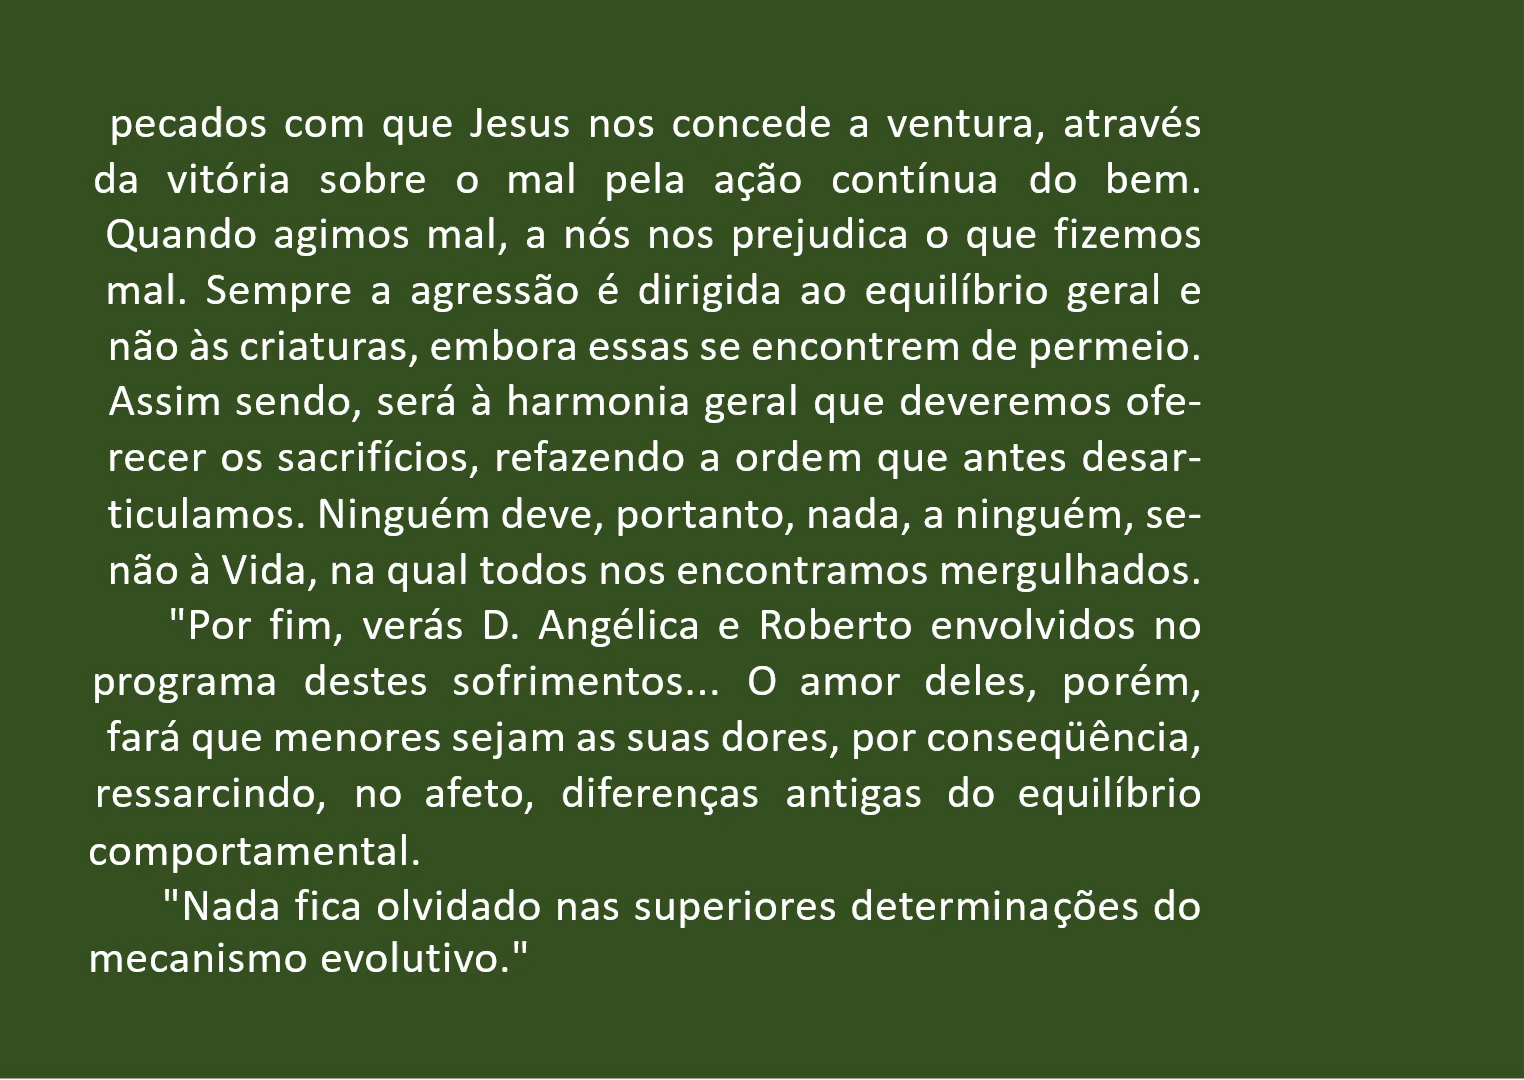 pecados com que Jesus nos concede a ventura, através
da vitória sobre o mal pela ação contínua do bem.
Quando agimos mal, a nós nos prejudica o que fizemos
mal. Sempre a agressão é dirigida ao equilíbrio geral e
não às criaturas, embora essas se encontrem de permeio.
Assim sendo, será à harmonia geral que deveremos ofe-
recer os sacrifícios, refazendo a ordem que antes desar-
ticulamos. Ninguém deve, portanto, nada, a ninguém, se-
não à Vida, na qual todos nos encontramos mergulhados.
"Por fim, verás D. Angélica e Roberto envolvidos no
programa destes sofrimentos... O amor deles, porém,
fará que menores sejam as suas dores, por conseqüência,
ressarcindo, no afeto, diferenças antigas do equilíbrio
comportamental.
"Nada fica olvidado nas superiores determinações do
mecanismo evolutivo."